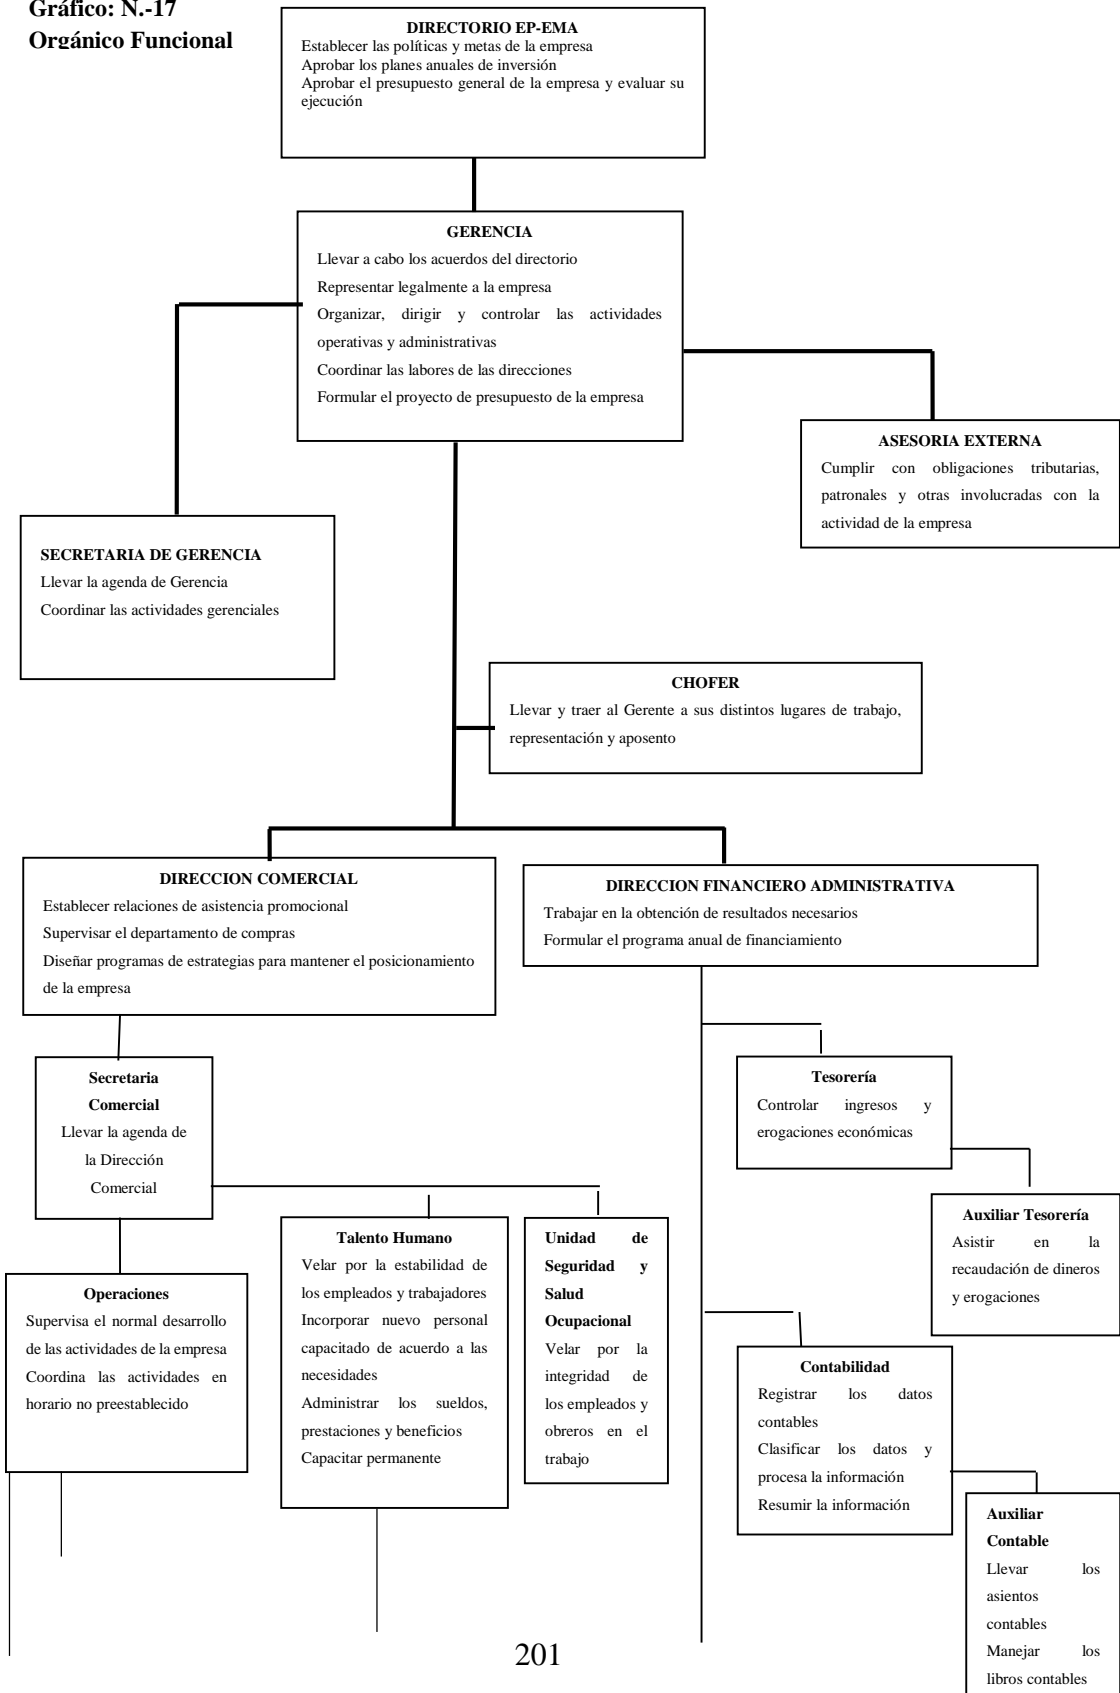 Gráfico: N.-17
Orgánico Funcional
DIRECTORIO EP-EMA
Establecer las políticas y metas de la empresa
Aprobar los planes anuales de inversión
Aprobar el presupuesto general de la empresa y evaluar su
ejecución
GERENCIA
Llevar a cabo los acuerdos del directorio
Representar legalmente a la empresa
Organizar, dirigir y controlar las actividades
operativas y administrativas
Coordinar las labores de las direcciones
Formular el proyecto de presupuesto de la empresa
ASESORIA EXTERNA
Cumplir con obligaciones tributarias,
patronales y otras involucradas con la
actividad de la empresa
SECRETARIA DE GERENCIA
Llevar la agenda de Gerencia
Coordinar las actividades gerenciales
CHOFER
Llevar y traer al Gerente a sus distintos lugares de trabajo,
representación y aposento
DIRECCION COMERCIAL
Establecer relaciones de asistencia promocional
Supervisar el departamento de compras
Diseñar programas de estrategias para mantener el posicionamiento
de la empresa
DIRECCION FINANCIERO ADMINISTRATIVA
Trabajar en la obtención de resultados necesarios
Formular el programa anual de financiamiento
Secretaria
Comercial
Llevar la agenda de
la Dirección
Comercial
Tesorería
Controlar ingresos y
erogaciones económicas
Auxiliar Tesorería
Asistir en la
recaudación de dineros
y erogaciones
Operaciones
Supervisa el normal desarrollo
de las actividades de la empresa
Coordina las actividades en
horario no preestablecido
Talento Humano
Velar por la estabilidad de
los empleados y trabajadores
Incorporar nuevo personal
capacitado de acuerdo a las
necesidades
Administrar los sueldos,
prestaciones y beneficios
Capacitar permanente
Unidad de
Seguridad y
Salud
Ocupacional
Velar por la
integridad de
los empleados y
obreros en el
trabajo
Contabilidad
Registrar los datos
contables
Clasificar los datos y
procesa la información
Resumir la información
Auxiliar
Contable
Llevar los
asientos
contables
Manejar los
libros contables
201